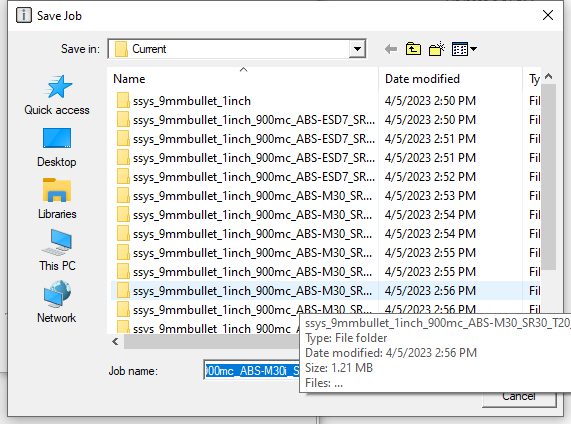 Save Job
Save in: Current
Name Date modified Ty
ssys_9mmbullet_1inch 4/5/2023 2:50 PM Fil
ssys_9mmbullet_1inch_900mc_ABS-ESD7_SR... 4/5/2023 2:50 PM Fil
ssys_9mmbullet_1inch_900mc_ABS-ESD7_SR... 4/5/2023 2:51 PM Fil
ssys_9mmbullet_1inch_900mc_ABS-ESD7_SR... 4/5/2023 2:51 PM Fil
ssys_9mmbullet_1inch_900mc_ABS-ESD7_SR... 4/5/2023 2:52 PM Fil
ssys_9mmbullet_1inch_900mc_ABS-M30_SR... 4/5/2023 2:53 PM Fil
ssys_9mmbullet_1inch_900mc_ABS-M30_SR... 4/5/2023 2:54 PM Fil
ssys_9mmbullet_1inch_900mc_ABS-M30_SR... 4/5/2023 2:54 PM Fil
ssys_9mmbullet_1inch_900mc_ABS-M30_SR... 4/5/2023 2:55 PM Fil
ssys_9mmbullet_1inch_900mc_ABS-M30_SR... 4/5/2023 2:55 PM Fil
ssys_9mmbullet_1inch_900mc_ABS-M30_SR... 4/5/2023 2:56 PM Fil
ssys_9mmbullet_1inch_900mc_ABS-M30_SR... 4/5/2023 2:56 PM Fil
Quick access
Desktop
Libraries
This PC
Network
ssys_9mmbullet_1inch_900mc_ABS-M30_SR30_T20_
Type: File folder
Date modified: 4/5/2023 2:56 PM
Size: 1.21 MB
Files: ...
Job name: 900mc_ABS-M30i_S
Cancel